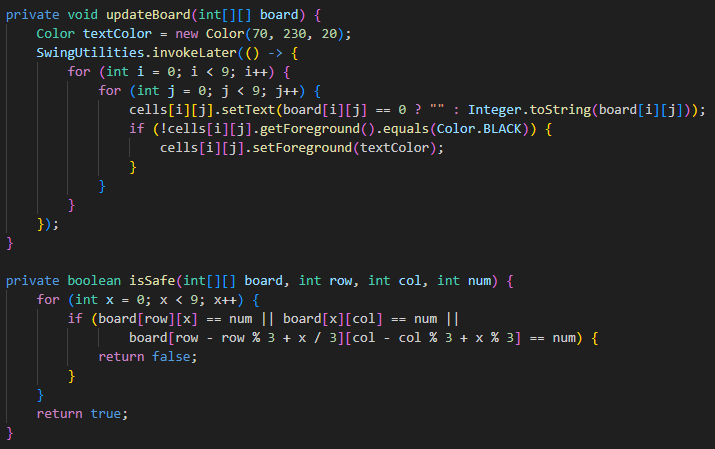 private void updateBoard(int[][] board) {
    Color textColor = new Color(70, 230, 20);
    SwingUtilities.invokeLater(() -> {
        for (int i = 0; i < 9; i++) {
            for (int j = 0; j < 9; j++) {
                cells[i][j].setText(board[i][j] == 0 ? "" : Integer.toString(board[i][j]));
                if (!cells[i][j].getForeground().equals(Color.BLACK)) {
                    cells[i][j].setForeground(textColor);
                }
            }
        }
    });
}

private boolean isSafe(int[][] board, int row, int col, int num) {
    for (int x = 0; x < 9; x++) {
        if (board[row][x] == num || board[x][col] == num ||
                board[row - row % 3 + x / 3][col - col % 3 + x % 3] == num) {
            return false;
        }
    }
    return true;
}